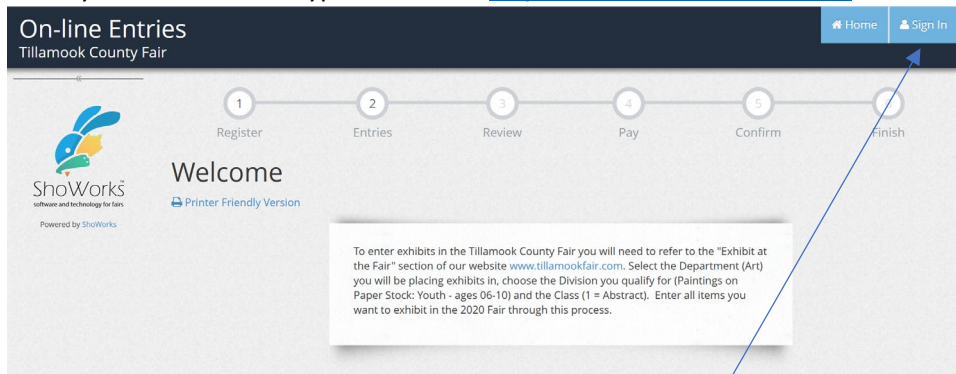 On-line Entries
Tillamook County Fair
Home
Sign In
1
2
3
4
5
Register
Entries
Review
Pay
Confirm
Finish
ShoWorks
software and technology for fairs
Powered by ShoWorks
Welcome
Printer Friendly Version
To enter exhibits in the Tillamook County Fair you will need to refer to the "Exhibit at
the Fair" section of our website www.tillamookfair.com. Select the Department (Art)
you will be placing exhibits in, choose the Division you qualify for (Paintings on
Paper Stock: Youth - ages 06-10) and the Class (1 = Abstract). Enter all items you
want to exhibit in the 2020 Fair through this process.